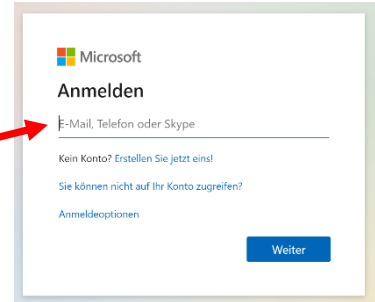 Microsoft
Anmelden
E-Mail, Telefon oder Skype
Kein Konto? Erstellen Sie jetzt eins!
Sie können nicht auf Ihr Konto zugreifen?
Anmeldeoptionen
Weiter